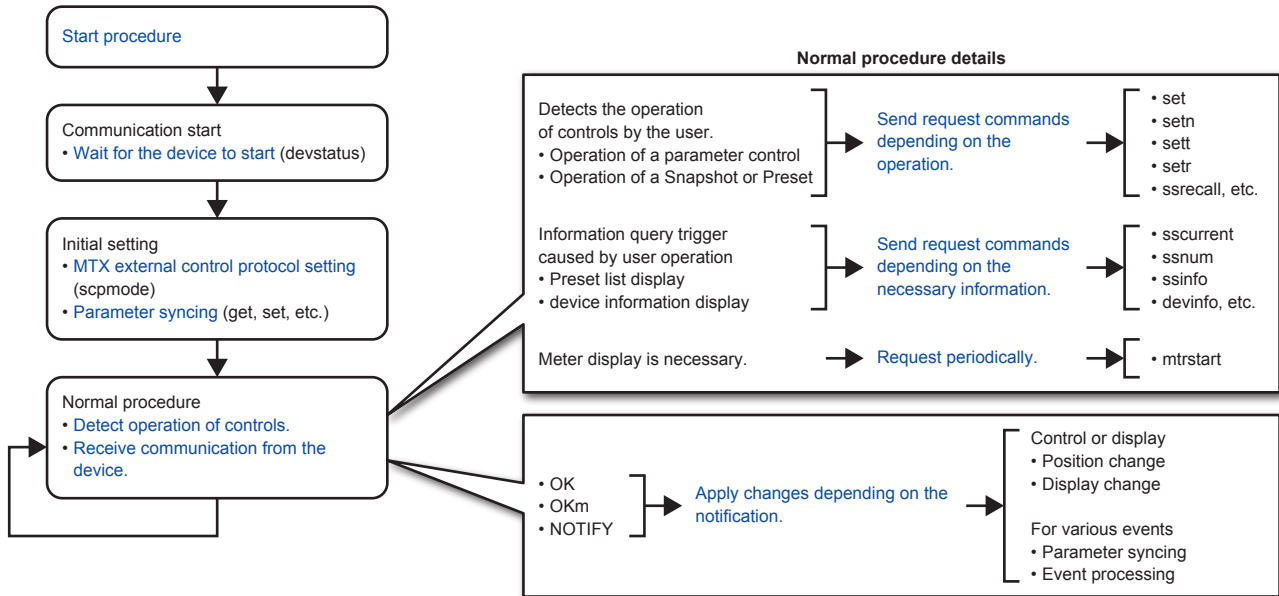 Start procedure
Communication start
• Wait for the device to start (devstatus)
Initial setting
• MTX external control protocol setting
(scpmode)
• Parameter syncing (get, set, etc.)
Normal procedure
• Detect operation of controls.
• Receive communication from the
device.
Normal procedure details
Detects the operation
of controls by the user.
• Operation of a parameter control
• Operation of a Snapshot or Preset
Send request commands
depending on the
operation.
• set
• setn
• sett
• setr
• ssrecall, etc.
Information query trigger
caused by user operation
• Preset list display
• device information display
Send request commands
depending on the
necessary information.
• sscurrent
• ssnum
• ssinfo
• devinfo, etc.
Meter display is necessary.
Request periodically.
• mtrstart
• OK
• OKm
• NOTIFY
Apply changes depending on the
notification.
Control or display
• Position change
• Display change
For various events
• Parameter syncing
• Event processing